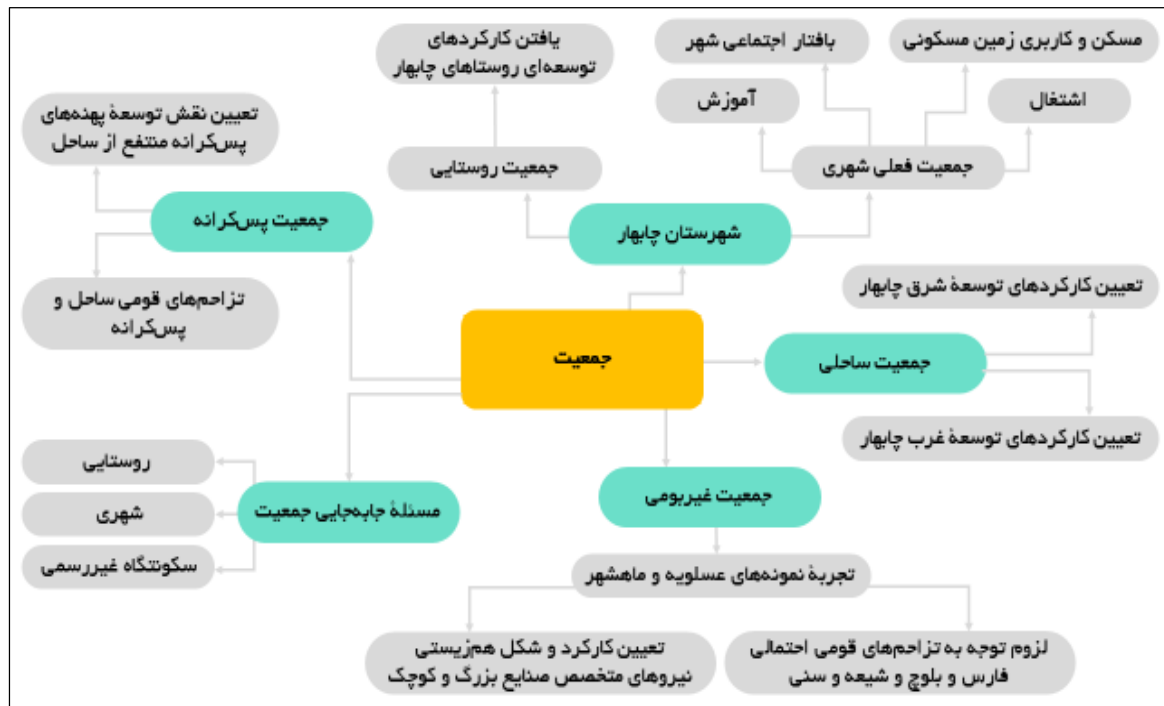 یافتن کارکردهای
توسعه‌ای روستاهای چابهار
بافتار اجتماعی شهر
مسکن و کاربری زمین مسکونی
آموزش
اشتغال
جمعیت روستایی
جمعیت فعلی شهری
شهرستان چابهار
تعیین نقش توسعهٔ پهنه‌های
پس‌کرانه منتفع از ساحل
جمعیت پس‌کرانه
تزاحم‌های قومی ساحل و
پس‌کرانه
جمعیت
تعیین کارکردهای توسعهٔ شرق چابهار
جمعیت ساحلی
تعیین کارکردهای توسعهٔ غرب چابهار
روستایی
شهری
سکونتگاه غیررسمی
مسئلهٔ جابه‌جایی جمعیت
جمعیت غیربومی
تجربهٔ نمونه‌های عسلویه و ماهشهر
لزوم توجه به تزاحم‌های قومی احتمالی
فارس و بلوچ و شیعه و سنی
تعیین کارکرد و شکل هم‌زیستی
نیروهای متخصص صنایع بزرگ و کوچک